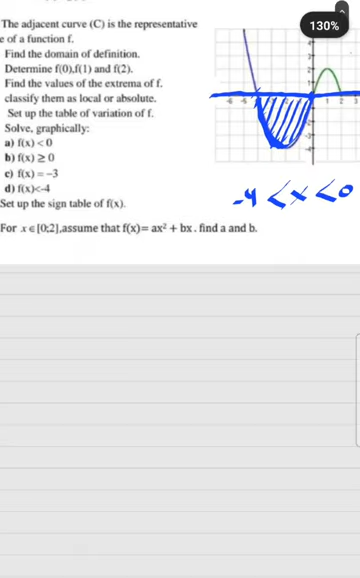 130%
The adjacent curve (C) is the representative
e of a function f.
Find the domain of definition.
Determine f(0),f(1) and f(2).
Find the values of the extrema of f.
classify them as local or absolute.
Set up the table of variation of f.
Solve, graphically:
a) f(x) < 0
b) f(x) ≥ 0
c) f(x) = −3
d) f(x)<-4
Set up the sign table of f(x).
-4 < x < 0
For x ∈ [0;2],assume that f(x)= ax² + bx . find a and b.